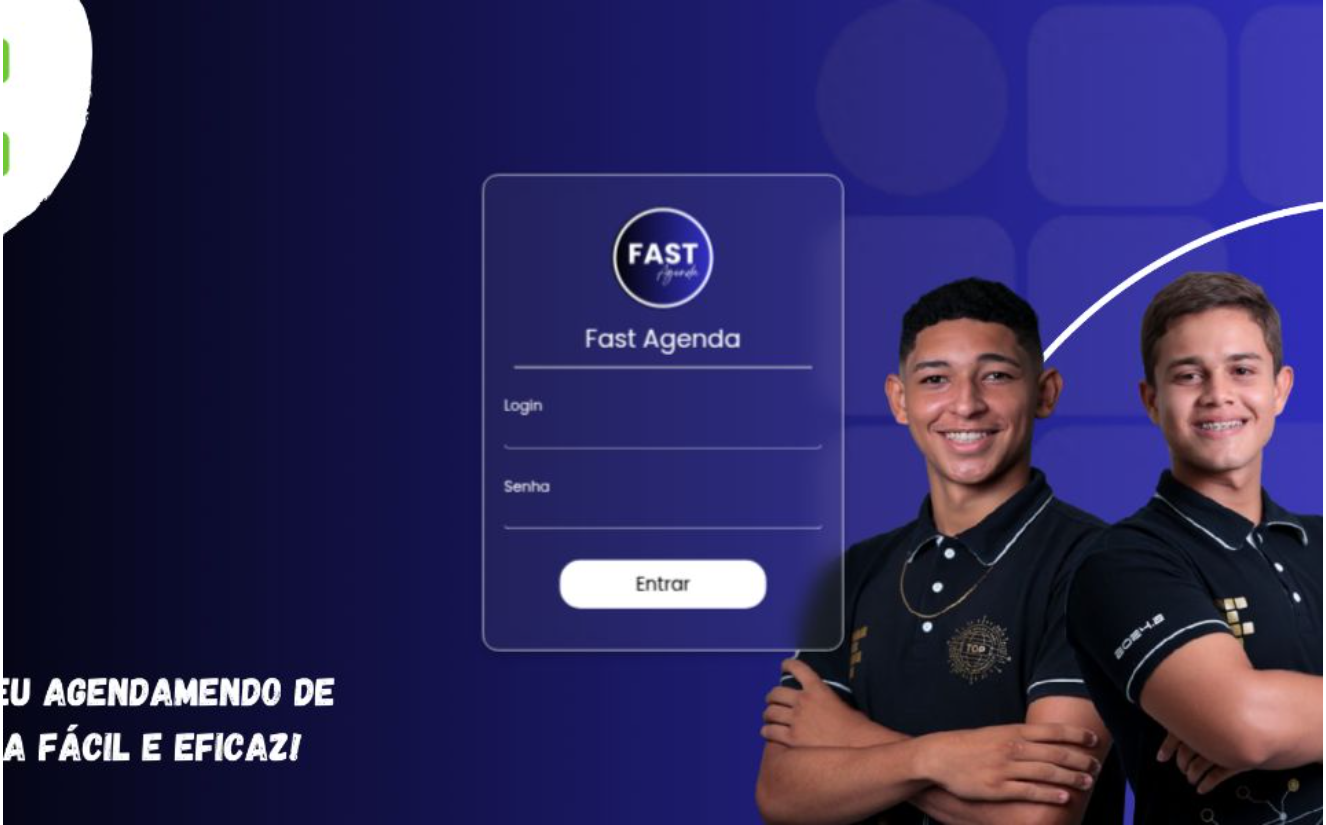 FAST
Agenda
Fast Agenda
Login
Senha
Entrar
TOP
2024.2
EU AGENDAMENDO DE
A FÁCIL E EFICAZ!